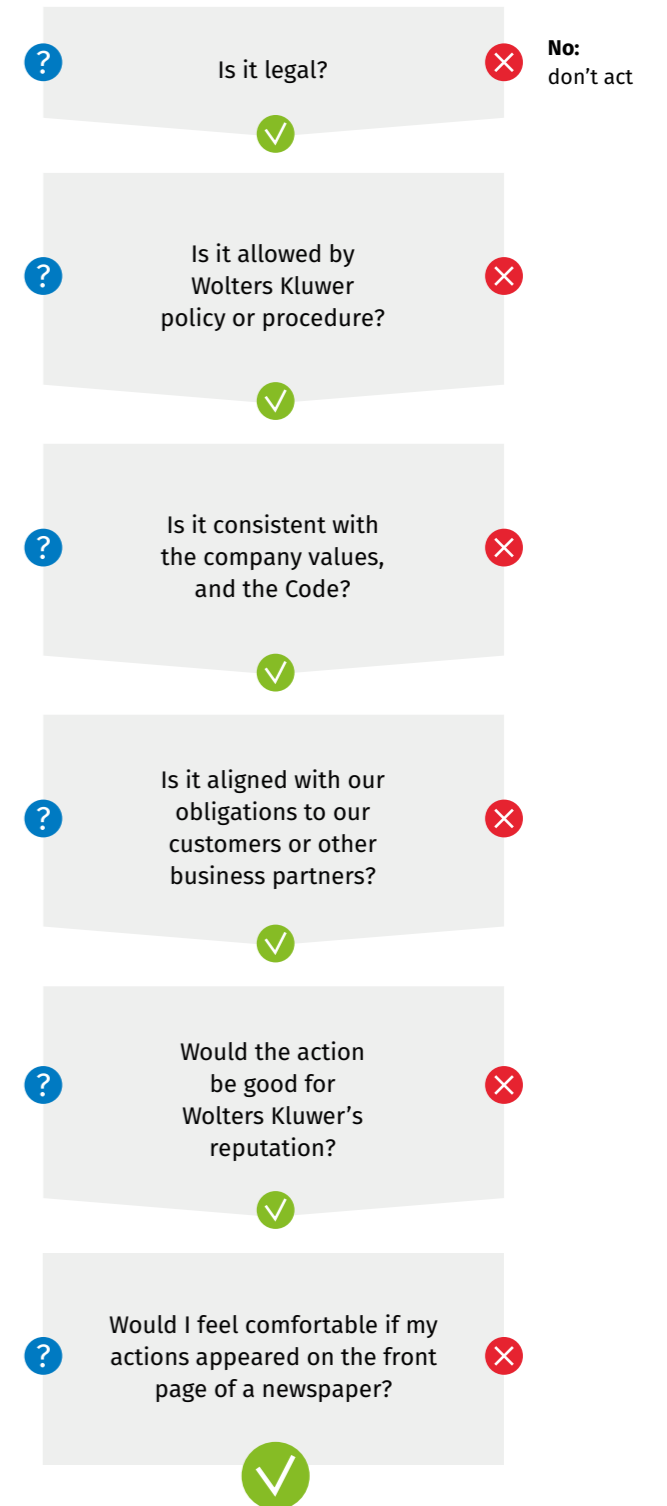 Is it legal?
No:
don't act
Is it allowed by
Wolters Kluwer
policy or procedure?
Is it consistent with
the company values,
and the Code?
Is it aligned with our
obligations to our
customers or other
business partners?
Would the action
be good for
Wolters Kluwer's
reputation?
Would I feel comfortable if my
actions appeared on the front
page of a newspaper?